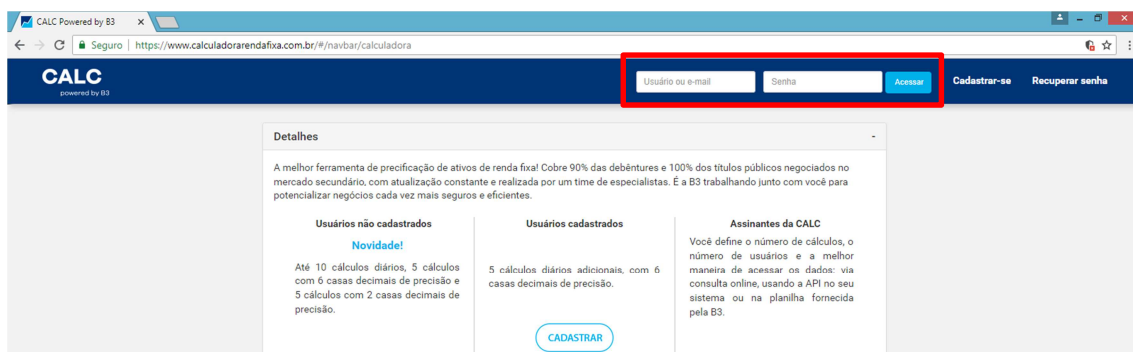 CALC Powered by B3
Seguro | https://www.calculadorarendafixa.com.br/#/navbar/calculadora
CALC
powered by B3
Usuário ou e-mail
Senha
Acessar
Cadastrar-se
Recuperar senha
Detalhes
-
A melhor ferramenta de precificação de ativos de renda fixa! Cobre 90% das debêntures e 100% dos títulos públicos negociados no
mercado secundário, com atualização constante e realizada por um time de especialistas. É a B3 trabalhando junto com você para
potencializar negócios cada vez mais seguros e eficientes.
Usuários não cadastrados
Novidade!
Até 10 cálculos diários, 5 cálculos
com 6 casas decimais de precisão e
5 cálculos com 2 casas decimais de
precisão.
Usuários cadastrados
5 cálculos diários adicionais, com 6
casas decimais de precisão.
CADASTRAR
Assinantes da CALC
Você define o número de cálculos, o
número de usuários e a melhor
maneira de acessar os dados: via
consulta online, usando a API no seu
sistema ou na planilha fornecida
pela B3.